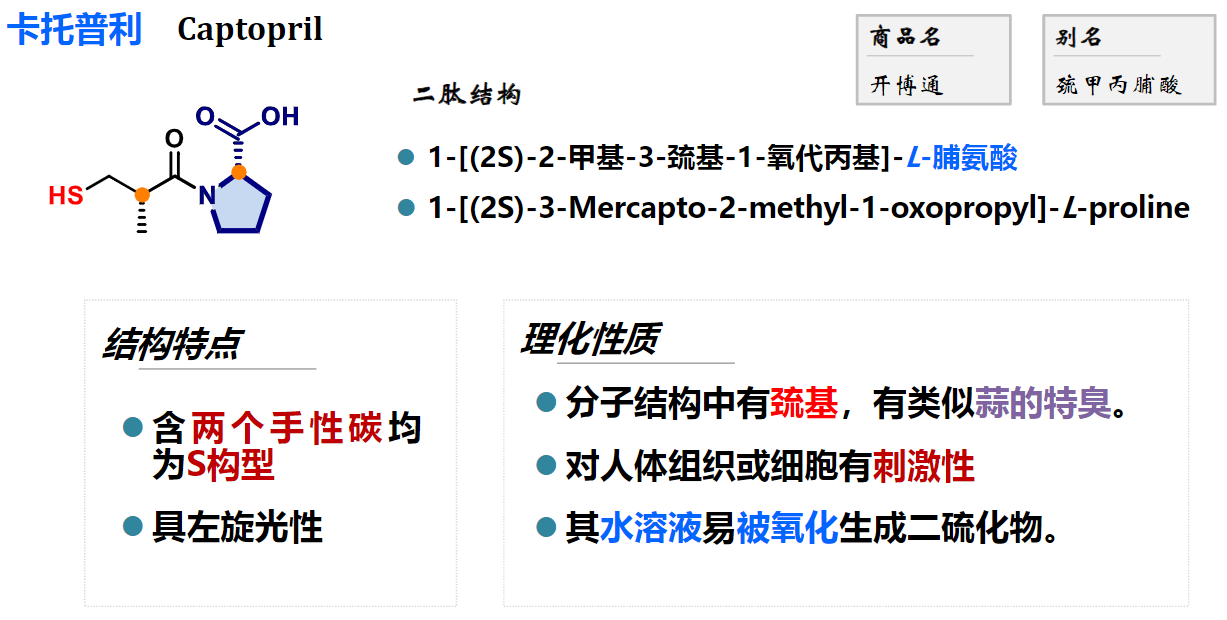 卡托普利 Captopril
商品名
开博通
别名
巯甲丙脯酸
二肽结构
1-[(2S)-2-甲基-3-巯基-1-氧代丙基]-L-脯氨酸
1-[(2S)-3-Mercapto-2-methyl-1-oxopropyl]-L-proline
O OH
O
HS
N
结构特点
含两个手性碳均
为S构型
具左旋光性
理化性质
分子结构中有巯基，有类似蒜的特臭。
对人体组织或细胞有刺激性
其水溶液易被氧化生成二硫化物。